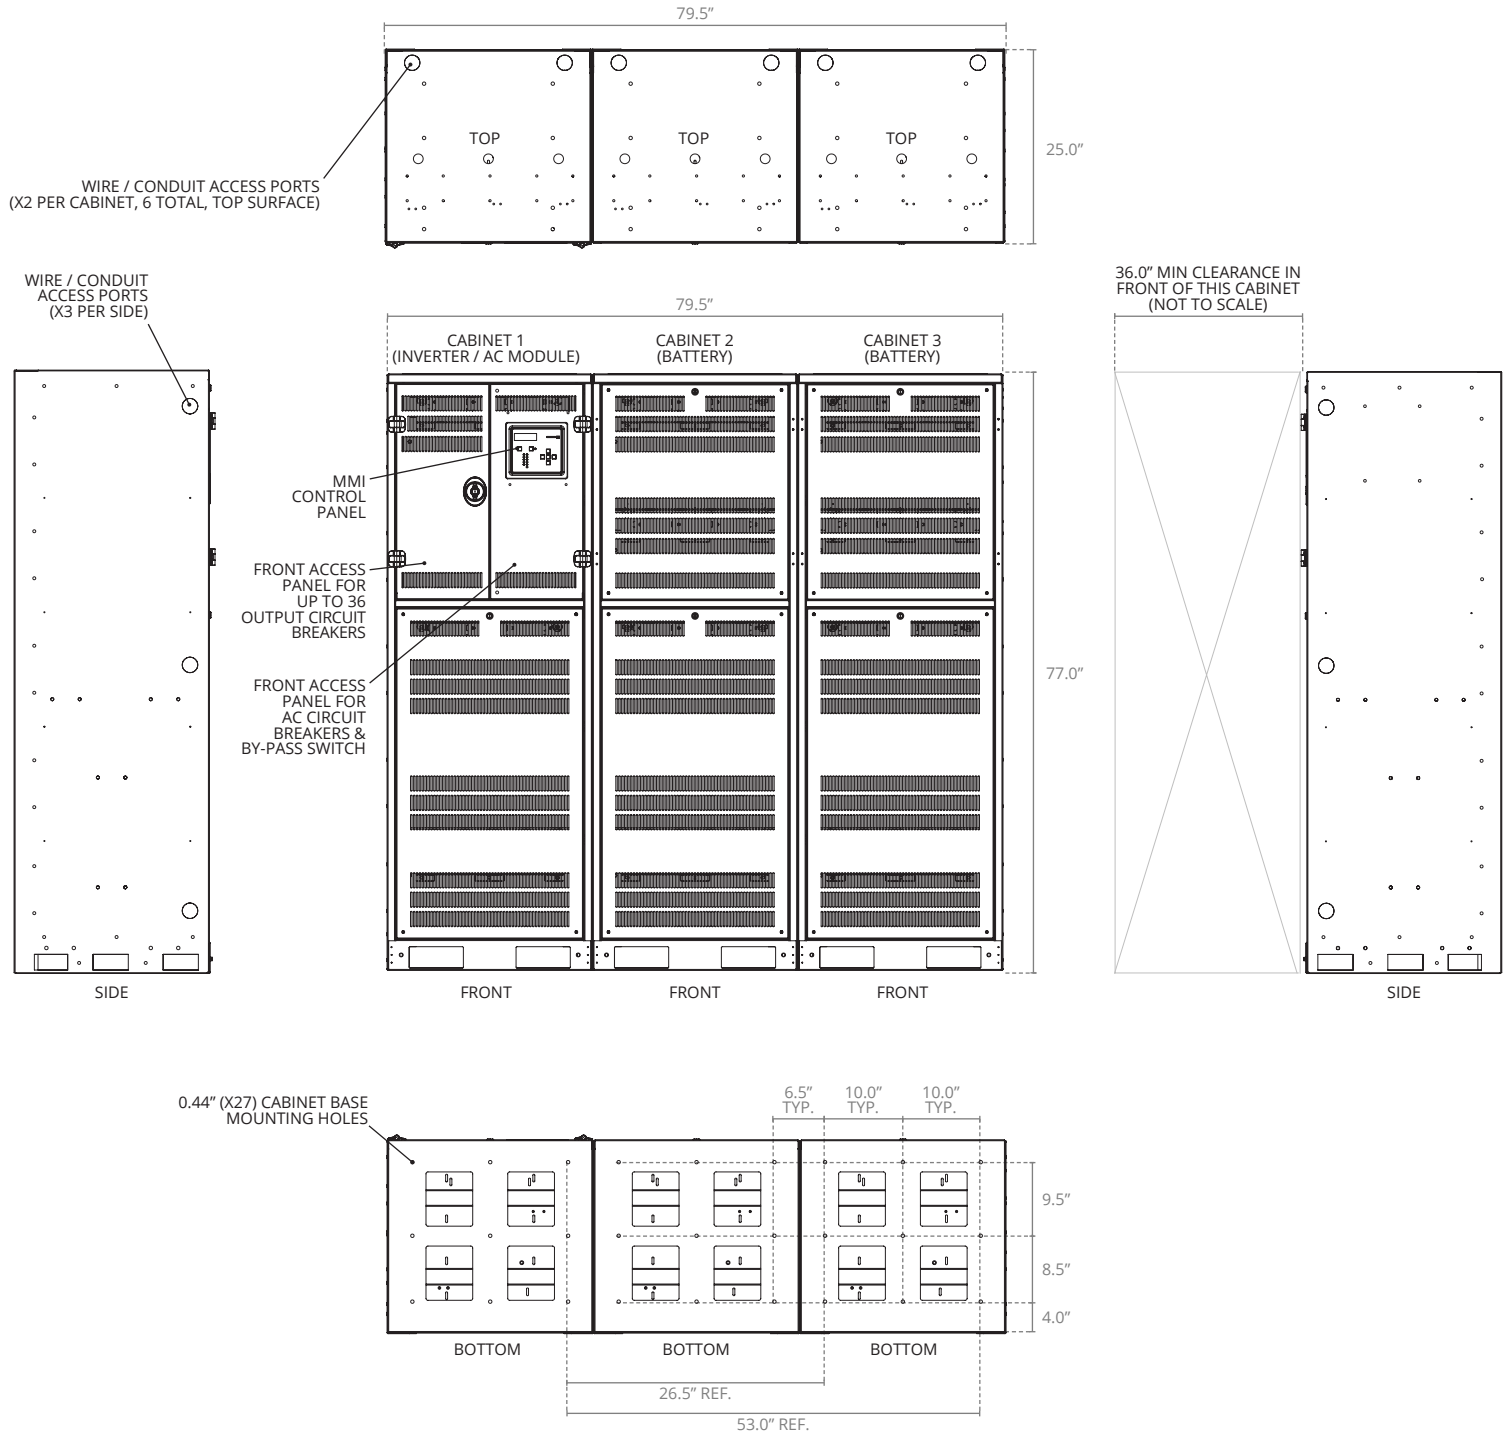 79.5”
TOP
TOP
TOP
25.0”
WIRE / CONDUIT ACCESS PORTS
(X2 PER CABINET, 6 TOTAL, TOP SURFACE)
WIRE / CONDUIT
ACCESS PORTS
(X3 PER SIDE)
36.0” MIN CLEARANCE IN
FRONT OF THIS CABINET
(NOT TO SCALE)
79.5”
CABINET 1
(INVERTER / AC MODULE)
CABINET 2
(BATTERY)
CABINET 3
(BATTERY)
MMI
CONTROL
PANEL
FRONT ACCESS
PANEL FOR
UP TO 36
OUTPUT CIRCUIT
BREAKERS
FRONT ACCESS
PANEL FOR
AC CIRCUIT
BREAKERS &
BY-PASS SWITCH
77.0”
SIDE
FRONT
FRONT
FRONT
SIDE
0.44” (X27) CABINET BASE
MOUNTING HOLES
6.5”
TYP.
10.0”
TYP.
10.0”
TYP.
9.5”
8.5”
4.0”
BOTTOM
BOTTOM
BOTTOM
26.5” REF.
53.0” REF.